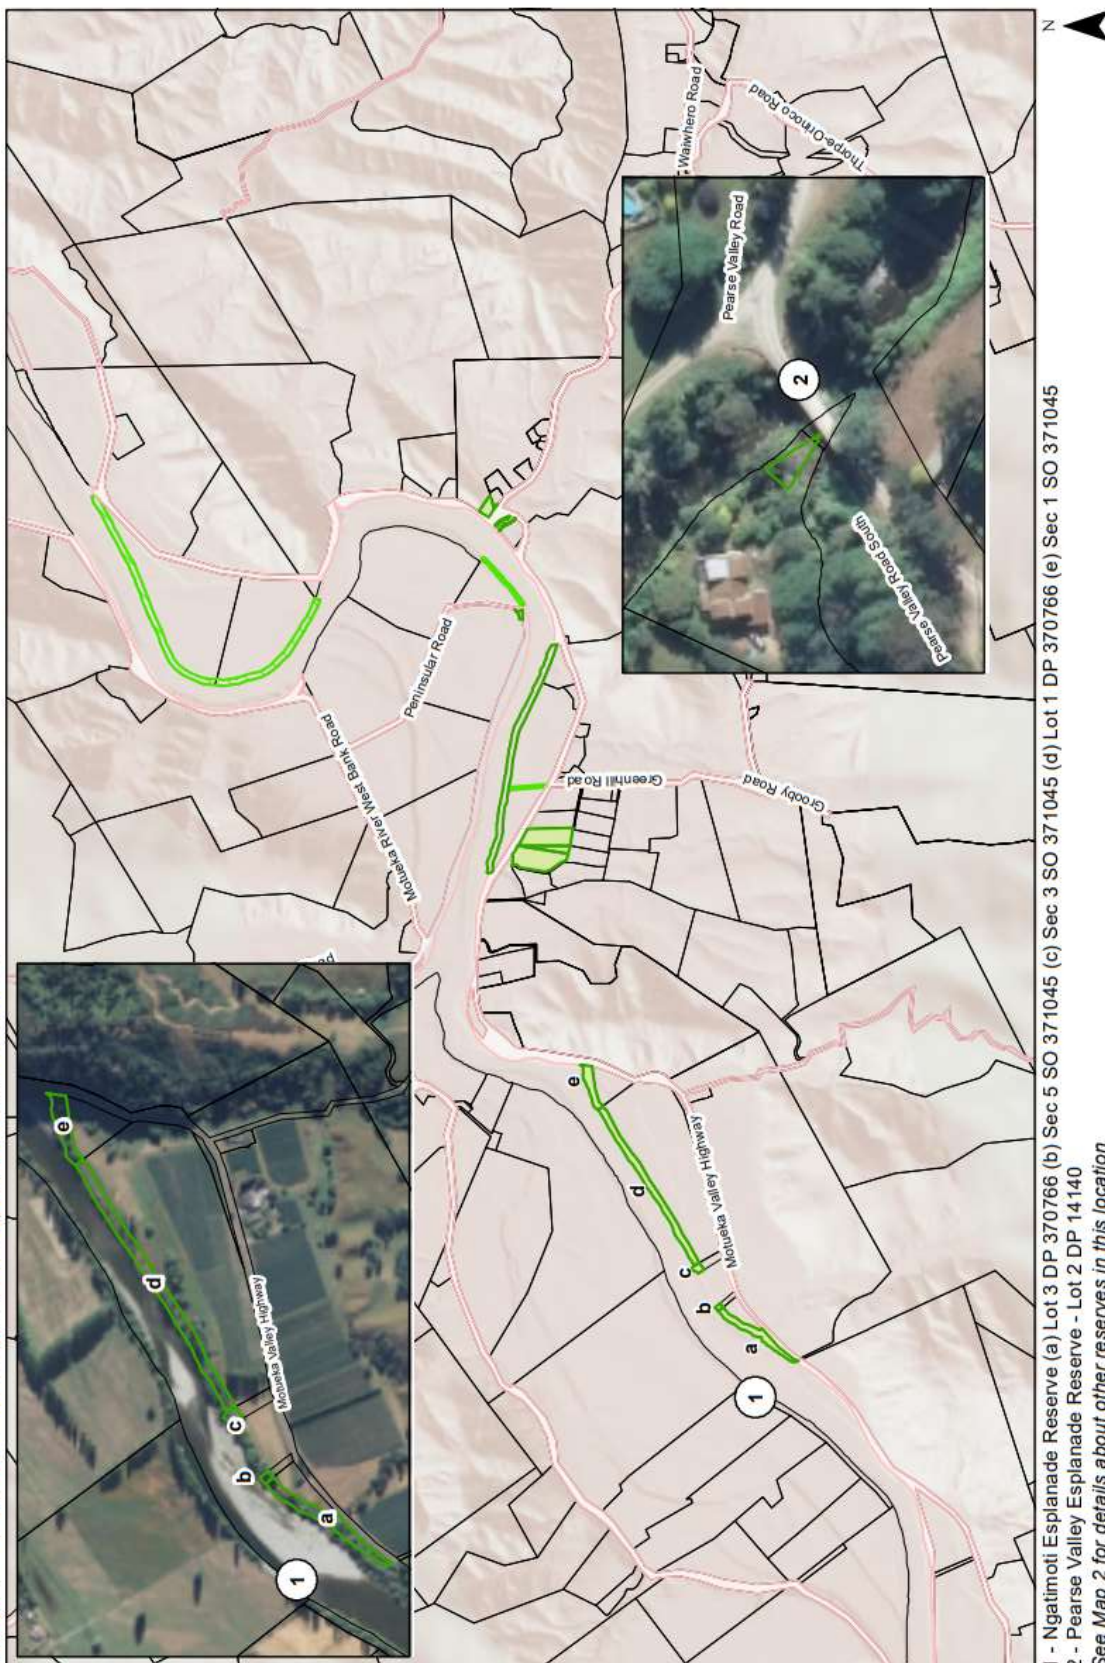 Motueka Valley Highway
a
b
c
d
e
1
Motueka River West Bank Road
Peninsular Road
Greenhill Road
Grooby Road
Waiwhero Road
Thorpe-Orinoco Road
Pearse Valley Road
2
Pearse Valley Road South
Motueka Valley Highway
a
b
c
d
e
1
N
- Ngatimoti Esplanade Reserve (a) Lot 3 DP 370766 (b) Sec 5 SO 371045 (c) Sec 3 SO 371045 (d) Lot 1 DP 370766 (e) Sec 1 SO 371045
2 - Pearse Valley Esplanade Reserve - Lot 2 DP 14140
See Map 2 for details about other reserves in this location